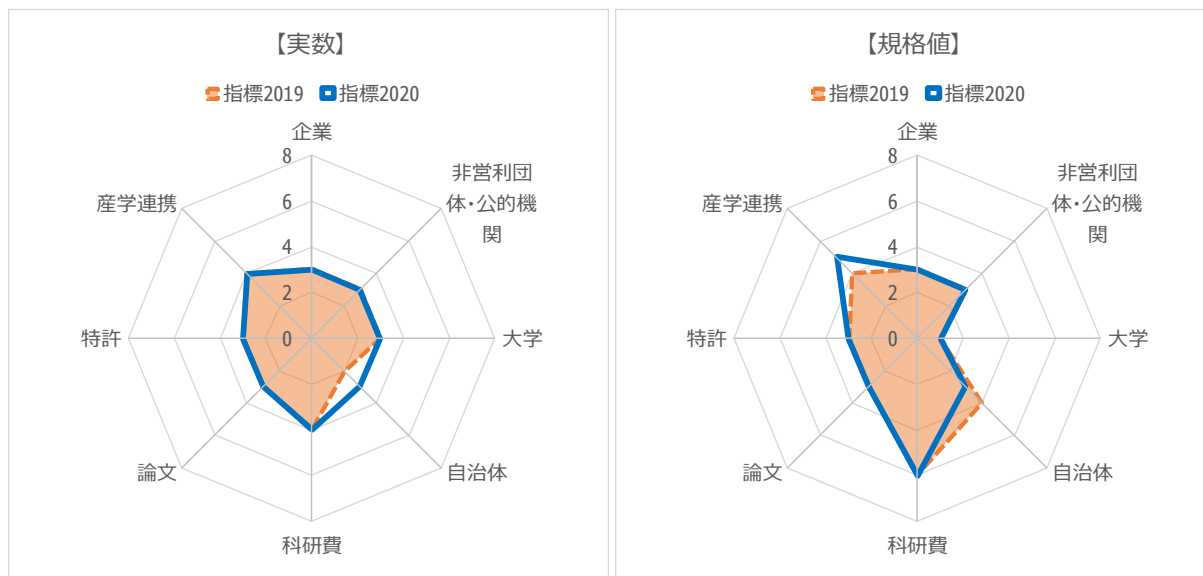 【実数】
指標2019 指標2020
企業
8
非営利団
体・公的機
関
6
産学連携
4
2
特許
0
大学
論文
自治体
科研費
【規格値】
指標2019 指標2020
企業
8
非営利団
体・公的機
関
6
産学連携
4
2
特許
0
大学
論文
自治体
科研費